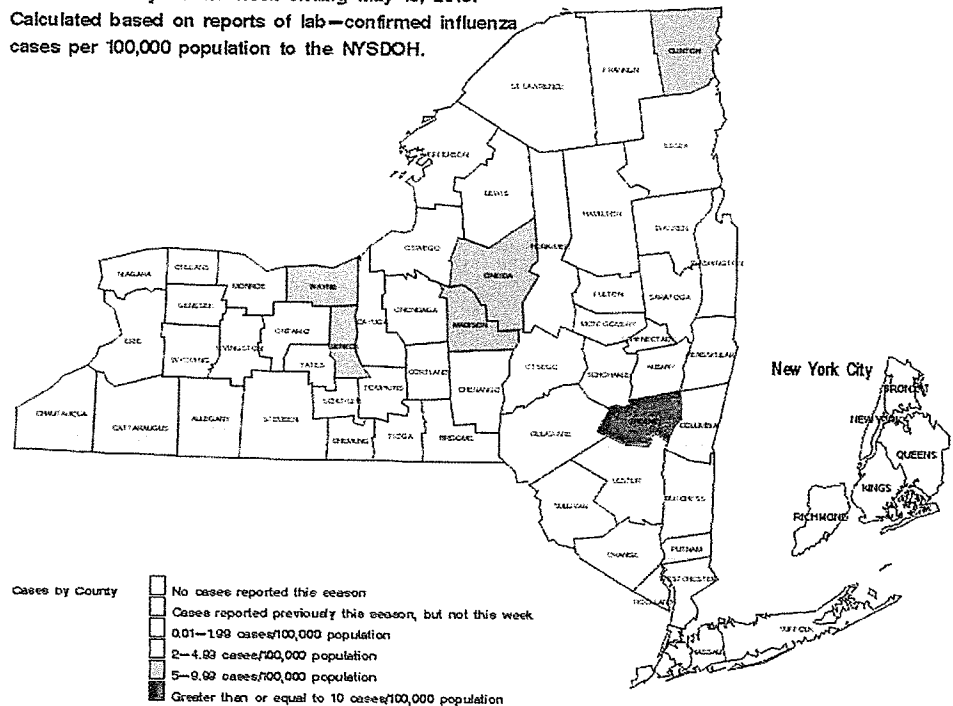 Calculated based on reports of lab-confirmed influenza
cases per 100,000 population to the NYSDOH.
CLINTON
FRANKLIN
ST LAWRENCE
ESSEX
JEFFERSON
LEWIS
HAMILTON
WARREN
HERKIMER
WASHINGTON
OSWEGO
ONEIDA
NIAGARA
ORLEANS
MONROE
WAYNE
FULTON
SARATOGA
GENESEE
CAYUGA
ONONDAGA
MADISON
MONTGOMERY
ERIE
WYOMING
LIVINGSTON
ONTARIO
SENECA
YATES
OTSEGO
SCHOHARIE
ALBANY
RENSSELAER
CORTLAND
CHENANGO
TOMPKINS
SCHUYLER
New York City
BRONX
CHAUTAUQUA
CATTARAUGUS
ALLEGANY
STEUBEN
CHEMUNG
TIOGA
BROOME
DELAWARE
COLUMBIA
NEW YORK
QUEENS
KINGS
RICHMOND
ULSTER
SULLIVAN
DUTCHESS
ORANGE
PUTNAM
WESTCHESTER
ROCKLAND
SUFFOLK
NASSAU
Cases by County
No cases reported this season
Cases reported previously this season, but not this week
0.01-1.99 cases/100,000 population
2-4.99 cases/100,000 population
5-9.99 cases/100,000 population
Greater than or equal to 10 cases/100,000 population